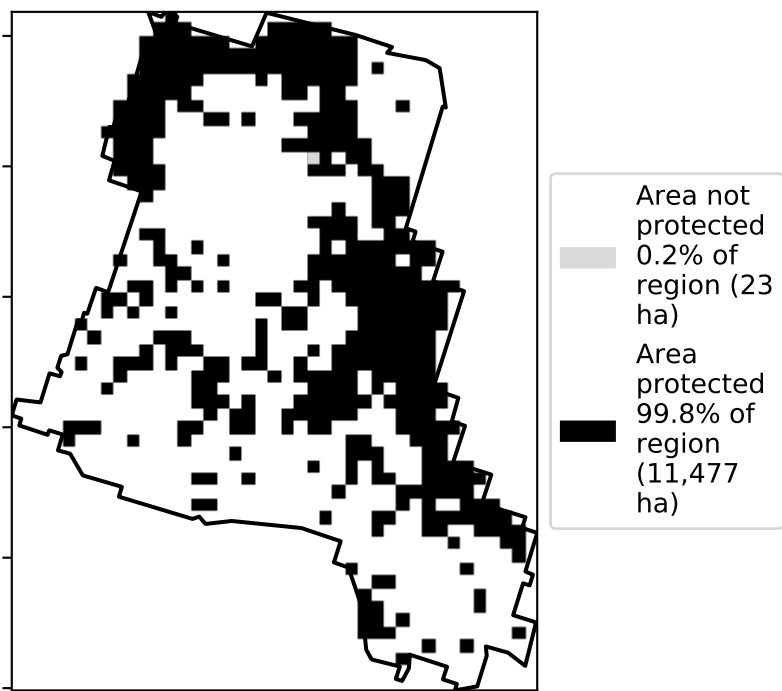 Area not
protected
0.2% of
region (23
ha)
Area
protected
99.8% of
region
(11,477
ha)